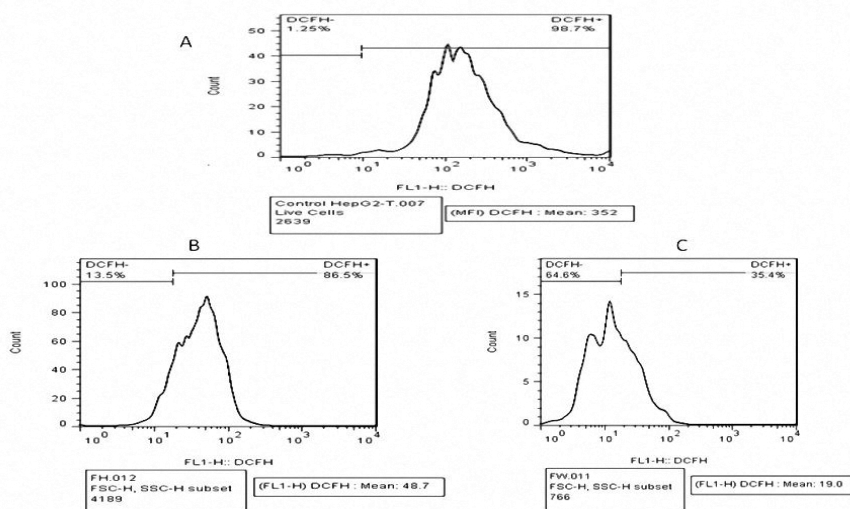 A
DCFH-
1.25%
DCFH+
98.7%
50
40
30
20
10
0
Count
10^0
10^1
10^2
10^3
10^4
FL1-H:: DCFH
Control HepG2-T.007
Live Cells
2639
(MFI) DCFH : Mean: 352
B
DCFH-
13.5%
DCFH+
86.5%
100
80
60
40
20
0
Count
10^0
10^1
10^2
10^3
10^4
FL1-H:: DCFH
FH.012
FSC-H, SSC-H subset
4189
(FL1-H) DCFH : Mean: 48.7
C
DCFH-
64.6%
DCFH+
35.4%
15
10
5
0
Count
10^0
10^1
10^2
10^3
10^4
FL1-H:: DCFH
FW.011
FSC-H, SSC-H subset
766
(FL1-H) DCFH : Mean: 19.0